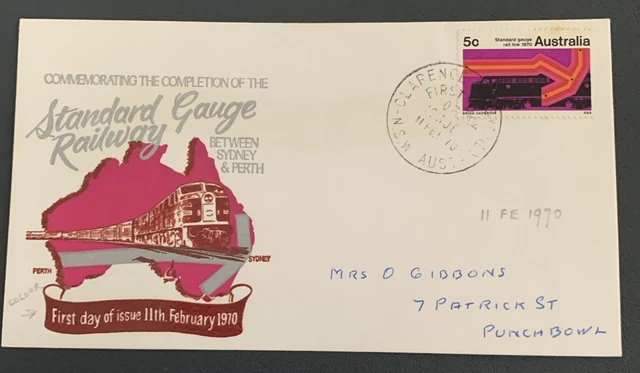 COMMEMORATING THE COMPLETION OF THE
Standard Gauge
Railway
BETWEEN
SYDNEY
& PERTH
PERTH
SYDNEY
COLOUR
First day of issue 11th. February 1970
5c
Standard gauge
rail link 1970
Australia
FIRST
AUST
N.S.W
11 FE 1970
MRS O GIBBONS
7 PATRICK ST
PUNCHBOWL